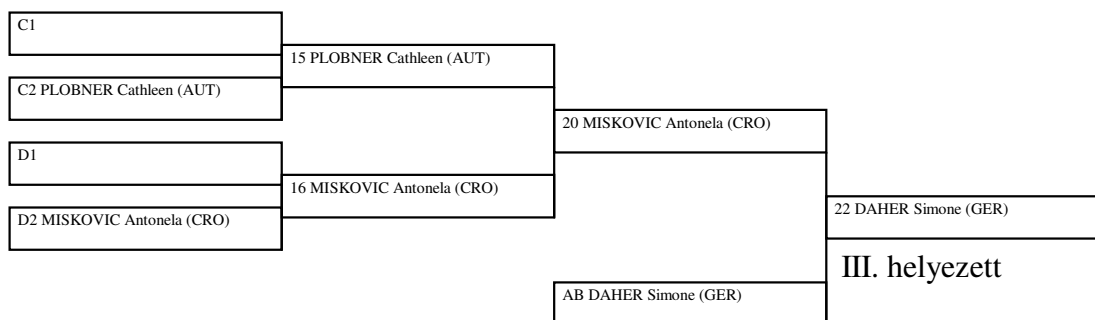 C1
15 PLOBNER Cathleen (AUT)
C2 PLOBNER Cathleen (AUT)
20 MISKOVIC Antonela (CRO)
D1
16 MISKOVIC Antonela (CRO)
22 DAHER Simone (GER)
D2 MISKOVIC Antonela (CRO)
III. helyezett
AB DAHER Simone (GER)